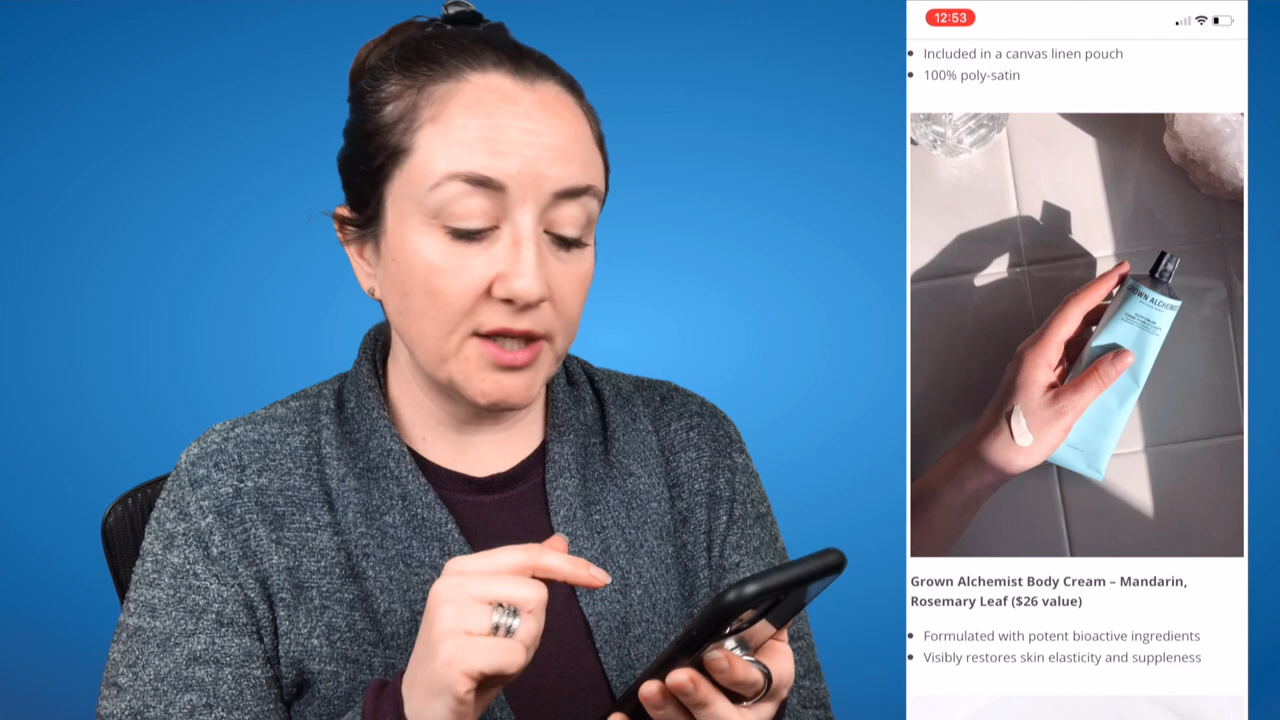 12:53
Included in a canvas linen pouch
100% poly-satin
GROWN ALCHEMIST
Grown Alchemist Body Cream – Mandarin,
Rosemary Leaf ($26 value)
Formulated with potent bioactive ingredients
Visibly restores skin elasticity and suppleness